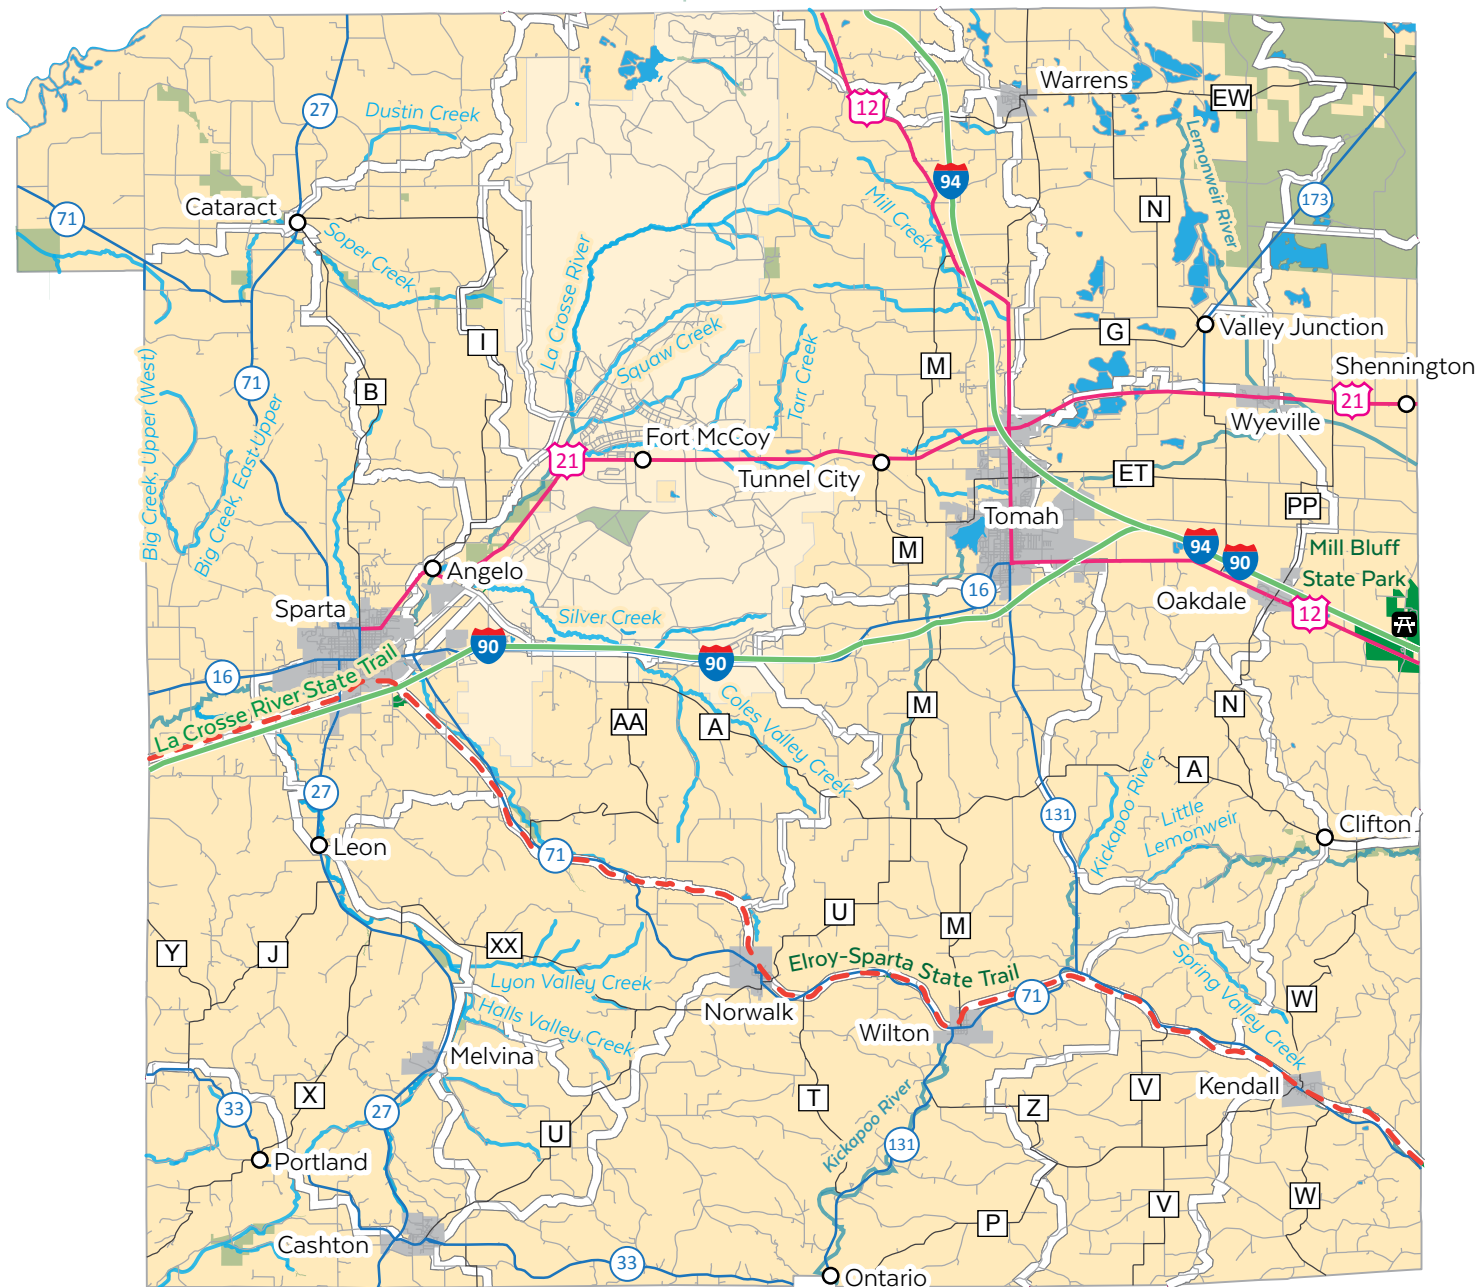 Warrens
EW
12
27
Dustin Creek
Lemonweir River
94
Cataract
71
Mill Creek
N
173
Soper Creek
La Crosse River
I
Squaw Creek
G
Valley Junction
Big Creek, Upper (West)
71
B
M
Tarr Creek
Shennington
21
Big Creek, East Upper
Wyeville
Fort McCoy
21
Tunnel City
ET
PP
Tomah
Mill Bluff
State Park
M
94
90
Angelo
16
Oakdale
12
Sparta
Silver Creek
90
90
16
La Crosse River State Trail
AA
A
Coles Valley Creek
M
N
A
27
131
Kickapoo River
Little
Lemonweir
Clifton
Leon
71
U
M
Y
J
XX
Elroy-Sparta State Trail
Spring Valley Creek
Lyon Valley Creek
71
W
Norwalk
Halls Valley Creek
Wilton
Melvina
Kendall
V
X
T
Z
33
27
U
Kickapoo River
131
Portland
W
V
P
Cashton
33
Ontario